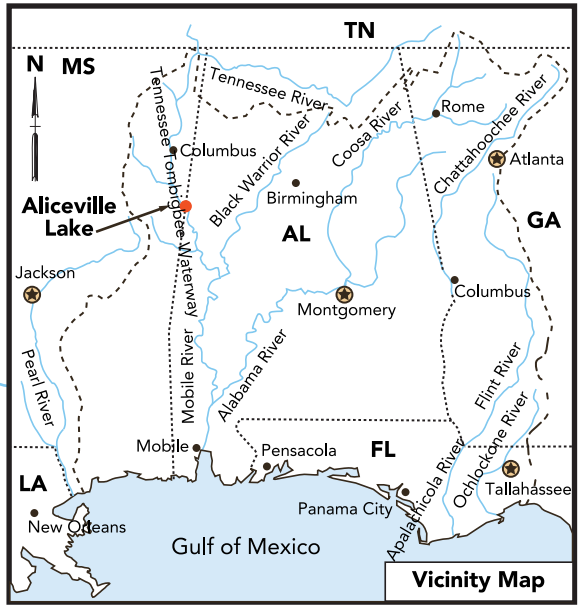 TN
N
MS
Tennessee River
Tennessee Tombigbee Waterway
Columbus
Black Warrior River
Coosa River
Rome
Chattahoochee River
Atlanta
Birmingham
Aliceville
Lake
AL
GA
Jackson
Montgomery
Columbus
Pearl River
Mobile River
Alabama River
Flint River
Ochlockone River
Apalachicola River
Mobile
Pensacola
FL
Tallahassee
LA
Panama City
New Orleans
Gulf of Mexico
Vicinity Map